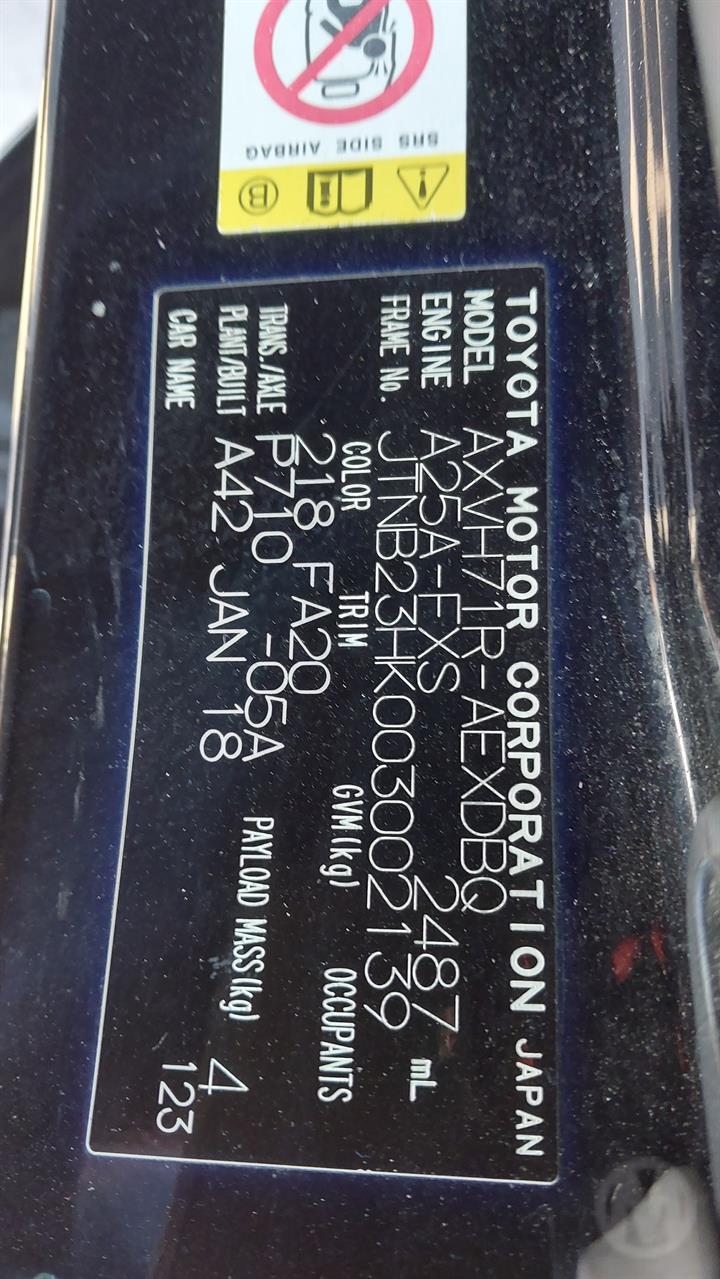 SRS SIDE AIRBAG
B
TOYOTA MOTOR CORPORATION JAPAN
MODEL AXVH71R-AEXDBQ
ENGINE A25A-FXS 2487 mL
FRAME No. JTNB23HK003002139
COLOR TRIM GVM(kg) OCCUPANTS
218 FA20
TRANS./AXLE P710 -05A PAYLOAD MASS(kg) 4
PLANT/BUILT A42 JAN 18 123
CAR NAME
M